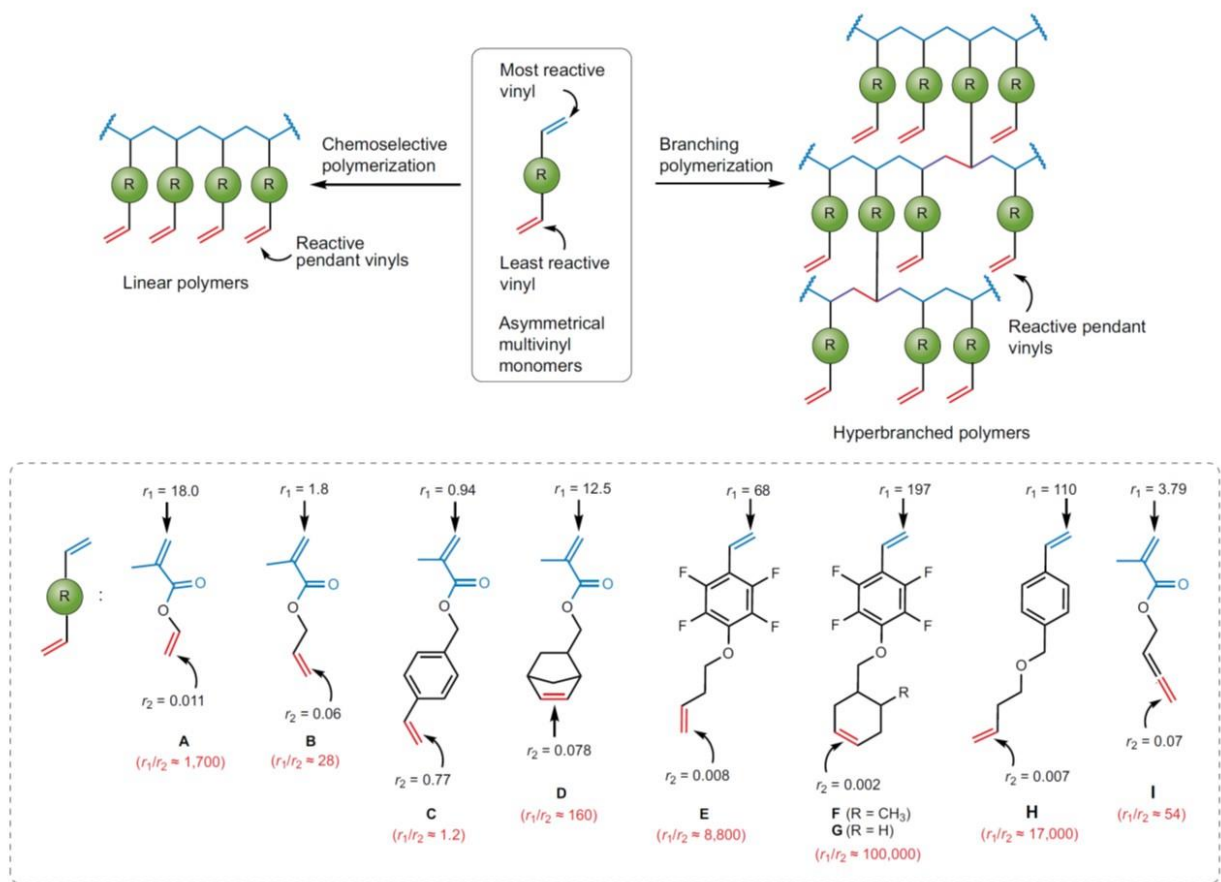 Most reactive
vinyl
R
Least reactive
vinyl
Asymmetrical
multivinyl
monomers
Chemoselective
polymerization
R R R R
Reactive
pendant vinyls
Linear polymers
Branching
polymerization
R R R R
R R R R
R R R
Reactive pendant
vinyls
Hyperbranched polymers
R :
r1 = 18.0
O
O
r2 = 0.011
A
(r1/r2 ≈ 1,700)
r1 = 1.8
O
O
r2 = 0.06
B
(r1/r2 ≈ 28)
r1 = 0.94
O
O
r2 = 0.77
C
(r1/r2 ≈ 1.2)
r1 = 12.5
O
O
r2 = 0.078
D
(r1/r2 ≈ 160)
r1 = 68
F F
F F
O
r2 = 0.008
E
(r1/r2 ≈ 8,800)
r1 = 197
F F
F F
O
R
r2 = 0.002
F (R = CH3)
G (R = H)
(r1/r2 ≈ 100,000)
r1 = 110
O
r2 = 0.007
H
(r1/r2 ≈ 17,000)
r1 = 3.79
O
O
r2 = 0.07
I
(r1/r2 ≈ 54)